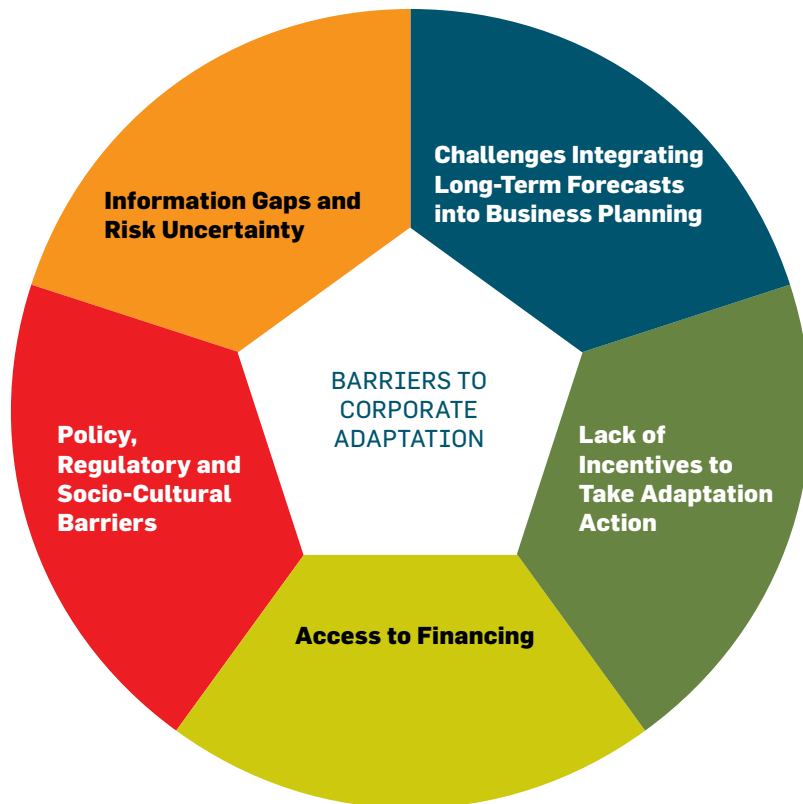 Information Gaps and
Risk Uncertainty
Challenges Integrating
Long-Term Forecasts
into Business Planning
BARRIERS TO
CORPORATE
ADAPTATION
Policy,
Regulatory and
Socio-Cultural
Barriers
Lack of
Incentives to
Take Adaptation
Action
Access to Financing